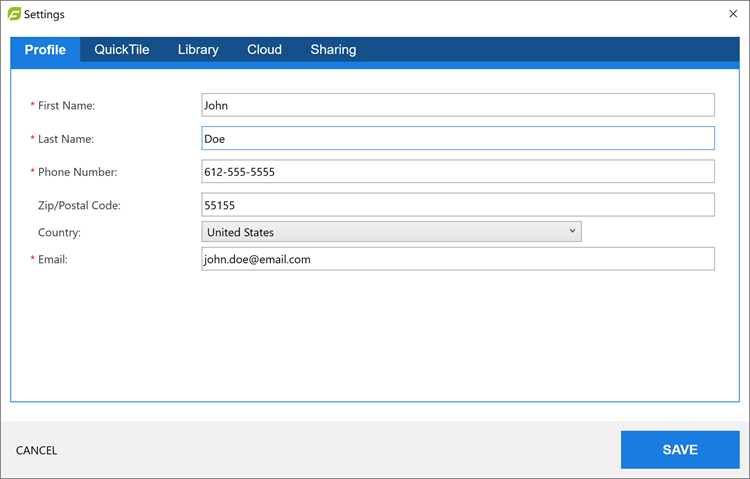 Settings
Profile QuickTile Library Cloud Sharing
* First Name: John
* Last Name: Doe
* Phone Number: 612-555-5555
Zip/Postal Code: 55155
Country: United States
* Email: john.doe@email.com
CANCEL SAVE